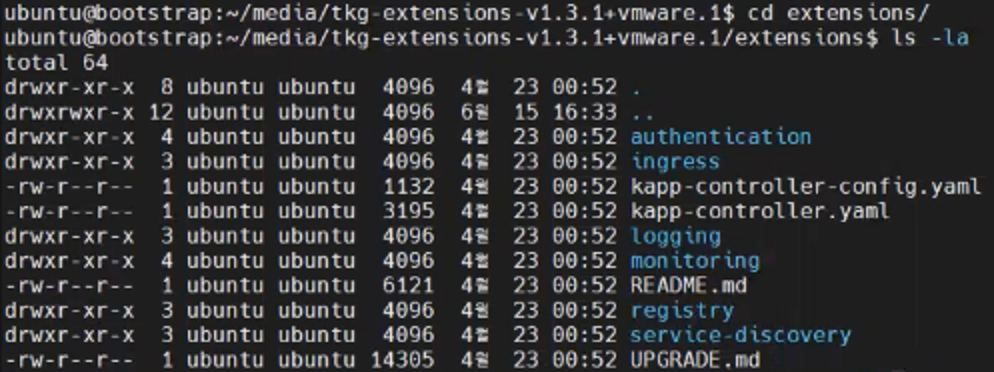 ubuntu@bootstrap:~/media/tkg-extensions-v1.3.1+vmware.1$ cd extensions/
ubuntu@bootstrap:~/media/tkg-extensions-v1.3.1+vmware.1/extensions$ ls -la
total 64
drwxr-xr-x  8 ubuntu ubuntu  4096  4월  23 00:52 .
drwxrwxr-x 12 ubuntu ubuntu  4096  6월  15 16:33 ..
drwxr-xr-x  4 ubuntu ubuntu  4096  4월  23 00:52 authentication
drwxr-xr-x  3 ubuntu ubuntu  4096  4월  23 00:52 ingress
-rw-r--r--  1 ubuntu ubuntu  1132  4월  23 00:52 kapp-controller-config.yaml
-rw-r--r--  1 ubuntu ubuntu  3195  4월  23 00:52 kapp-controller.yaml
drwxr-xr-x  3 ubuntu ubuntu  4096  4월  23 00:52 logging
drwxr-xr-x  4 ubuntu ubuntu  4096  4월  23 00:52 monitoring
-rw-r--r--  1 ubuntu ubuntu  6121  4월  23 00:52 README.md
drwxr-xr-x  3 ubuntu ubuntu  4096  4월  23 00:52 registry
drwxr-xr-x  3 ubuntu ubuntu  4096  4월  23 00:52 service-discovery
-rw-r--r--  1 ubuntu ubuntu 14305  4월  23 00:52 UPGRADE.md